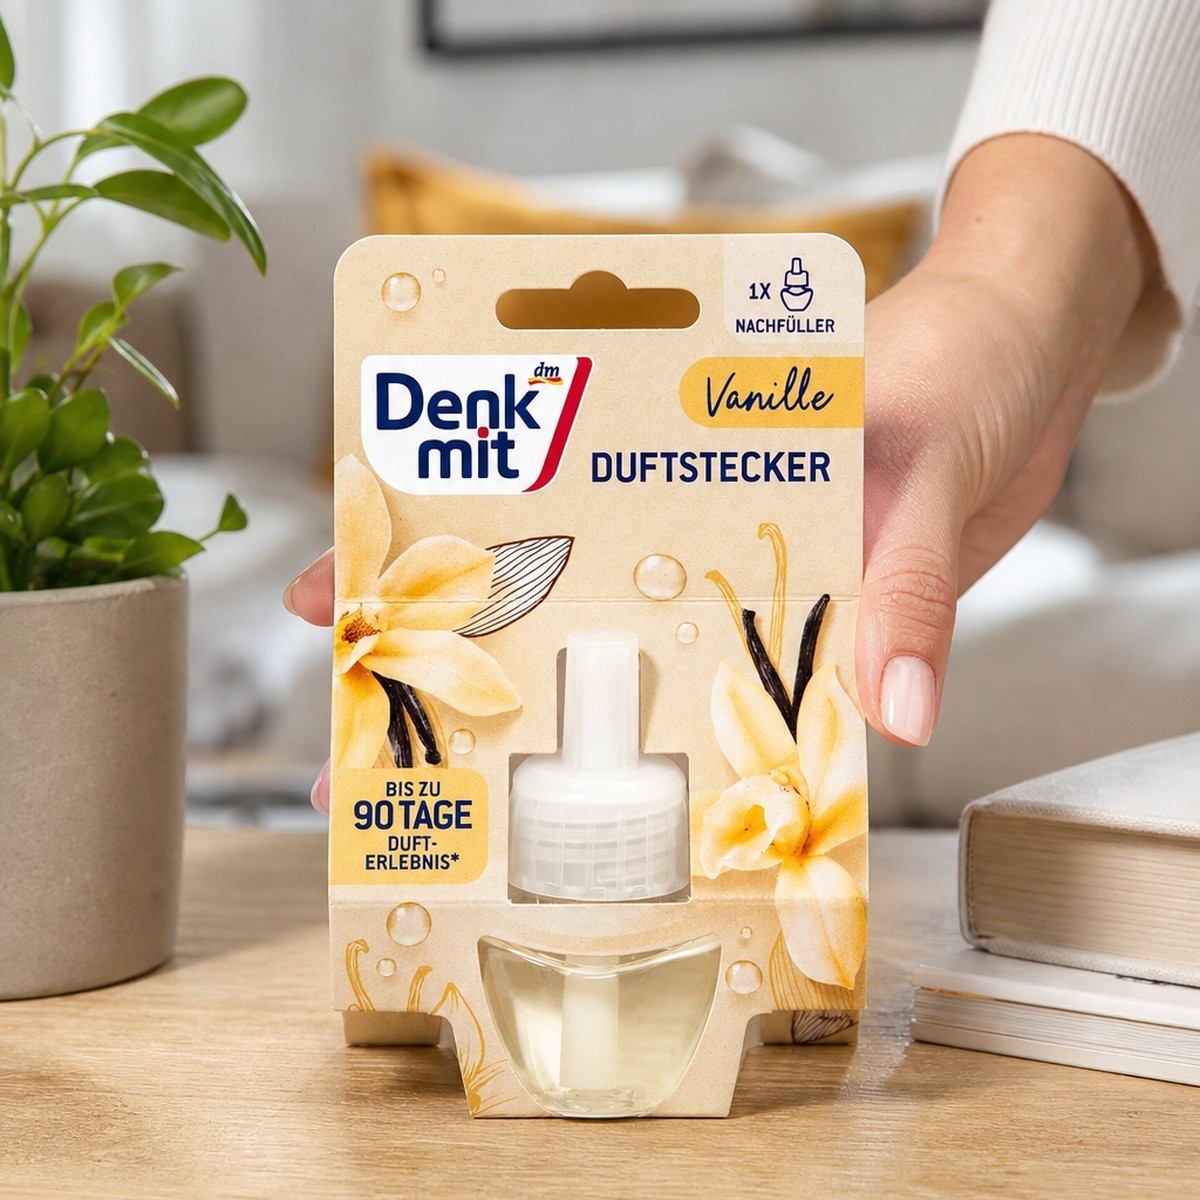 1X
NACHFÜLLER
dm
Denk
mit
Vanille
DUFTSTECKER
BIS ZU
90 TAGE
DUFT-
ERLEBNIS*